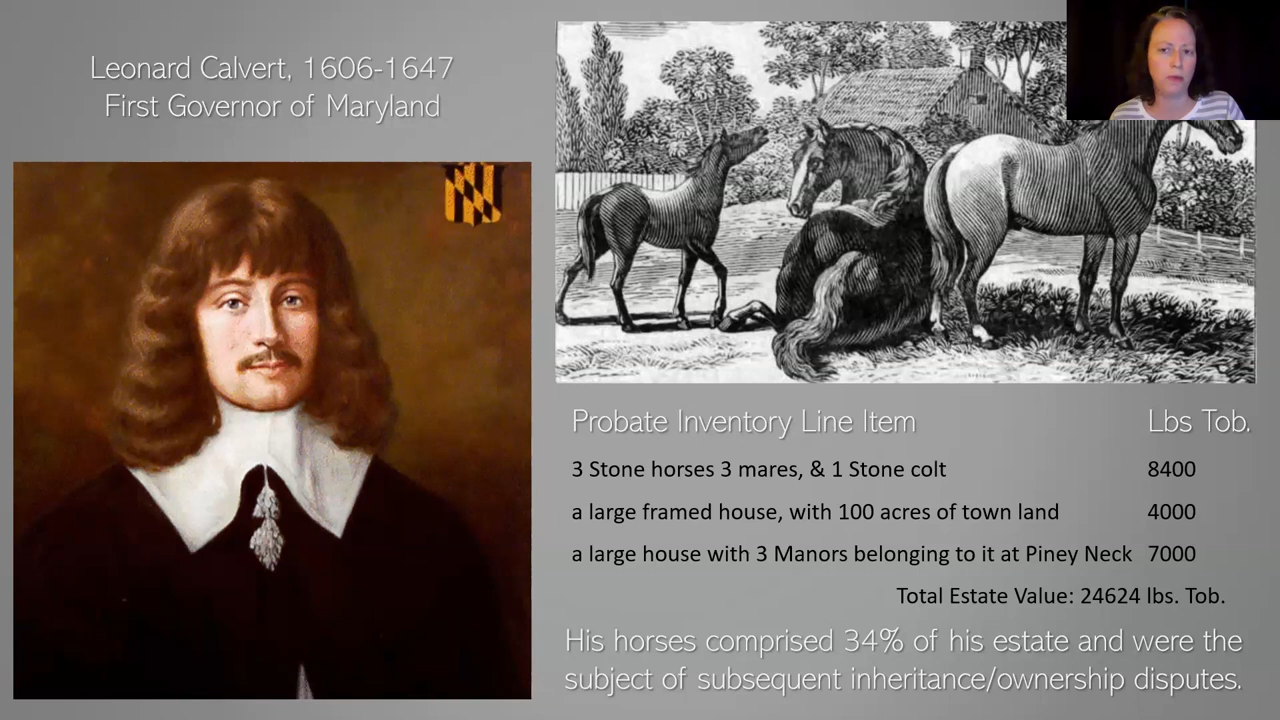 Leonard Calvert, 1606-1647
First Governor of Maryland
Probate Inventory Line Item Lbs Tob.
3 Stone horses 3 mares, & 1 Stone colt 8400
a large framed house, with 100 acres of town land 4000
a large house with 3 Manors belonging to it at Piney Neck 7000
Total Estate Value: 24624 lbs. Tob.
His horses comprised 34% of his estate and were the
subject of subsequent inheritance/ownership disputes.